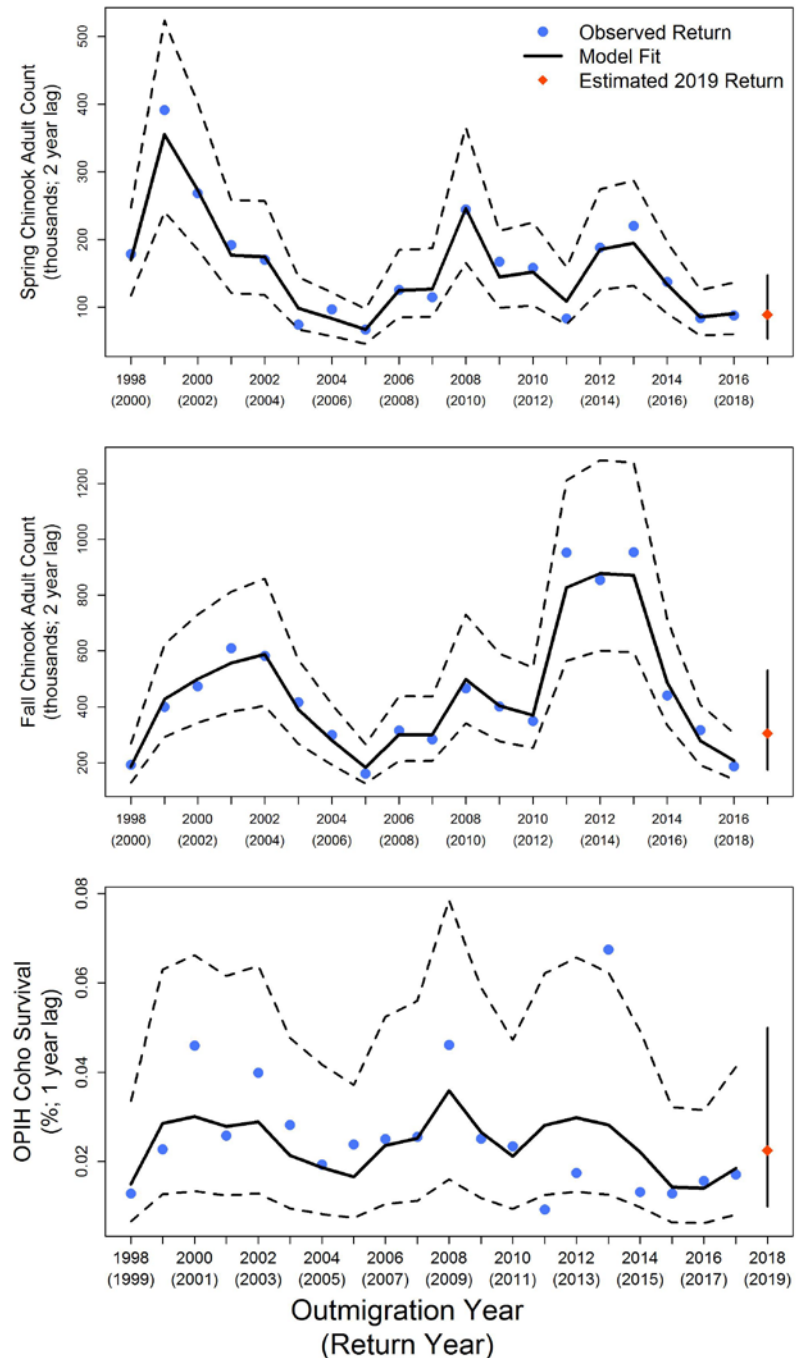 Observed Return
Model Fit
Estimated 2019 Return
Spring Chinook Adult Count
(thousands; 2 year lag)
500
400
300
200
100
1998 2000 2002 2004 2006 2008 2010 2012 2014 2016
(2000) (2002) (2004) (2006) (2008) (2010) (2012) (2014) (2016) (2018)
Fall Chinook Adult Count
(thousands; 2 year lag)
1200
1000
800
600
400
200
1998 2000 2002 2004 2006 2008 2010 2012 2014 2016
(2000) (2002) (2004) (2006) (2008) (2010) (2012) (2014) (2016) (2018)
OPIH Coho Survival
(%; 1 year lag)
0.08
0.06
0.04
0.02
1998 2000 2002 2004 2006 2008 2010 2012 2014 2016 2018
(1999) (2001) (2003) (2005) (2007) (2009) (2011) (2013) (2015) (2017) (2019)
Outmigration Year
(Return Year)